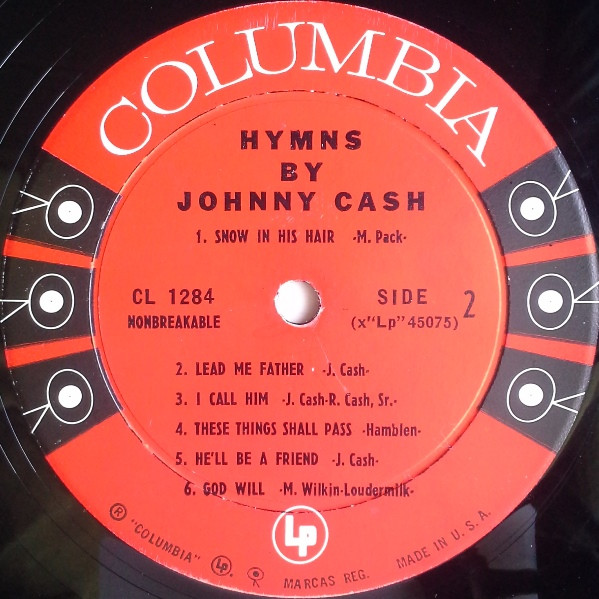 COLUMBIA
HYMNS
BY
JOHNNY CASH
1. SNOW IN HIS HAIR -M. Pack-
CL 1284
NONBREAKABLE
SIDE 2
(x"Lp"45075)
2. LEAD ME FATHER -J. Cash-
3. I CALL HIM -J. Cash-R. Cash, Sr.-
4. THESE THINGS SHALL PASS -Hamblen-
5. HE'LL BE A FRIEND -J. Cash-
6. GOD WILL -M. Wilkin-Loudermilk-
Lp
® "COLUMBIA" Lp. MARCAS REG. MADE IN U.S.A.